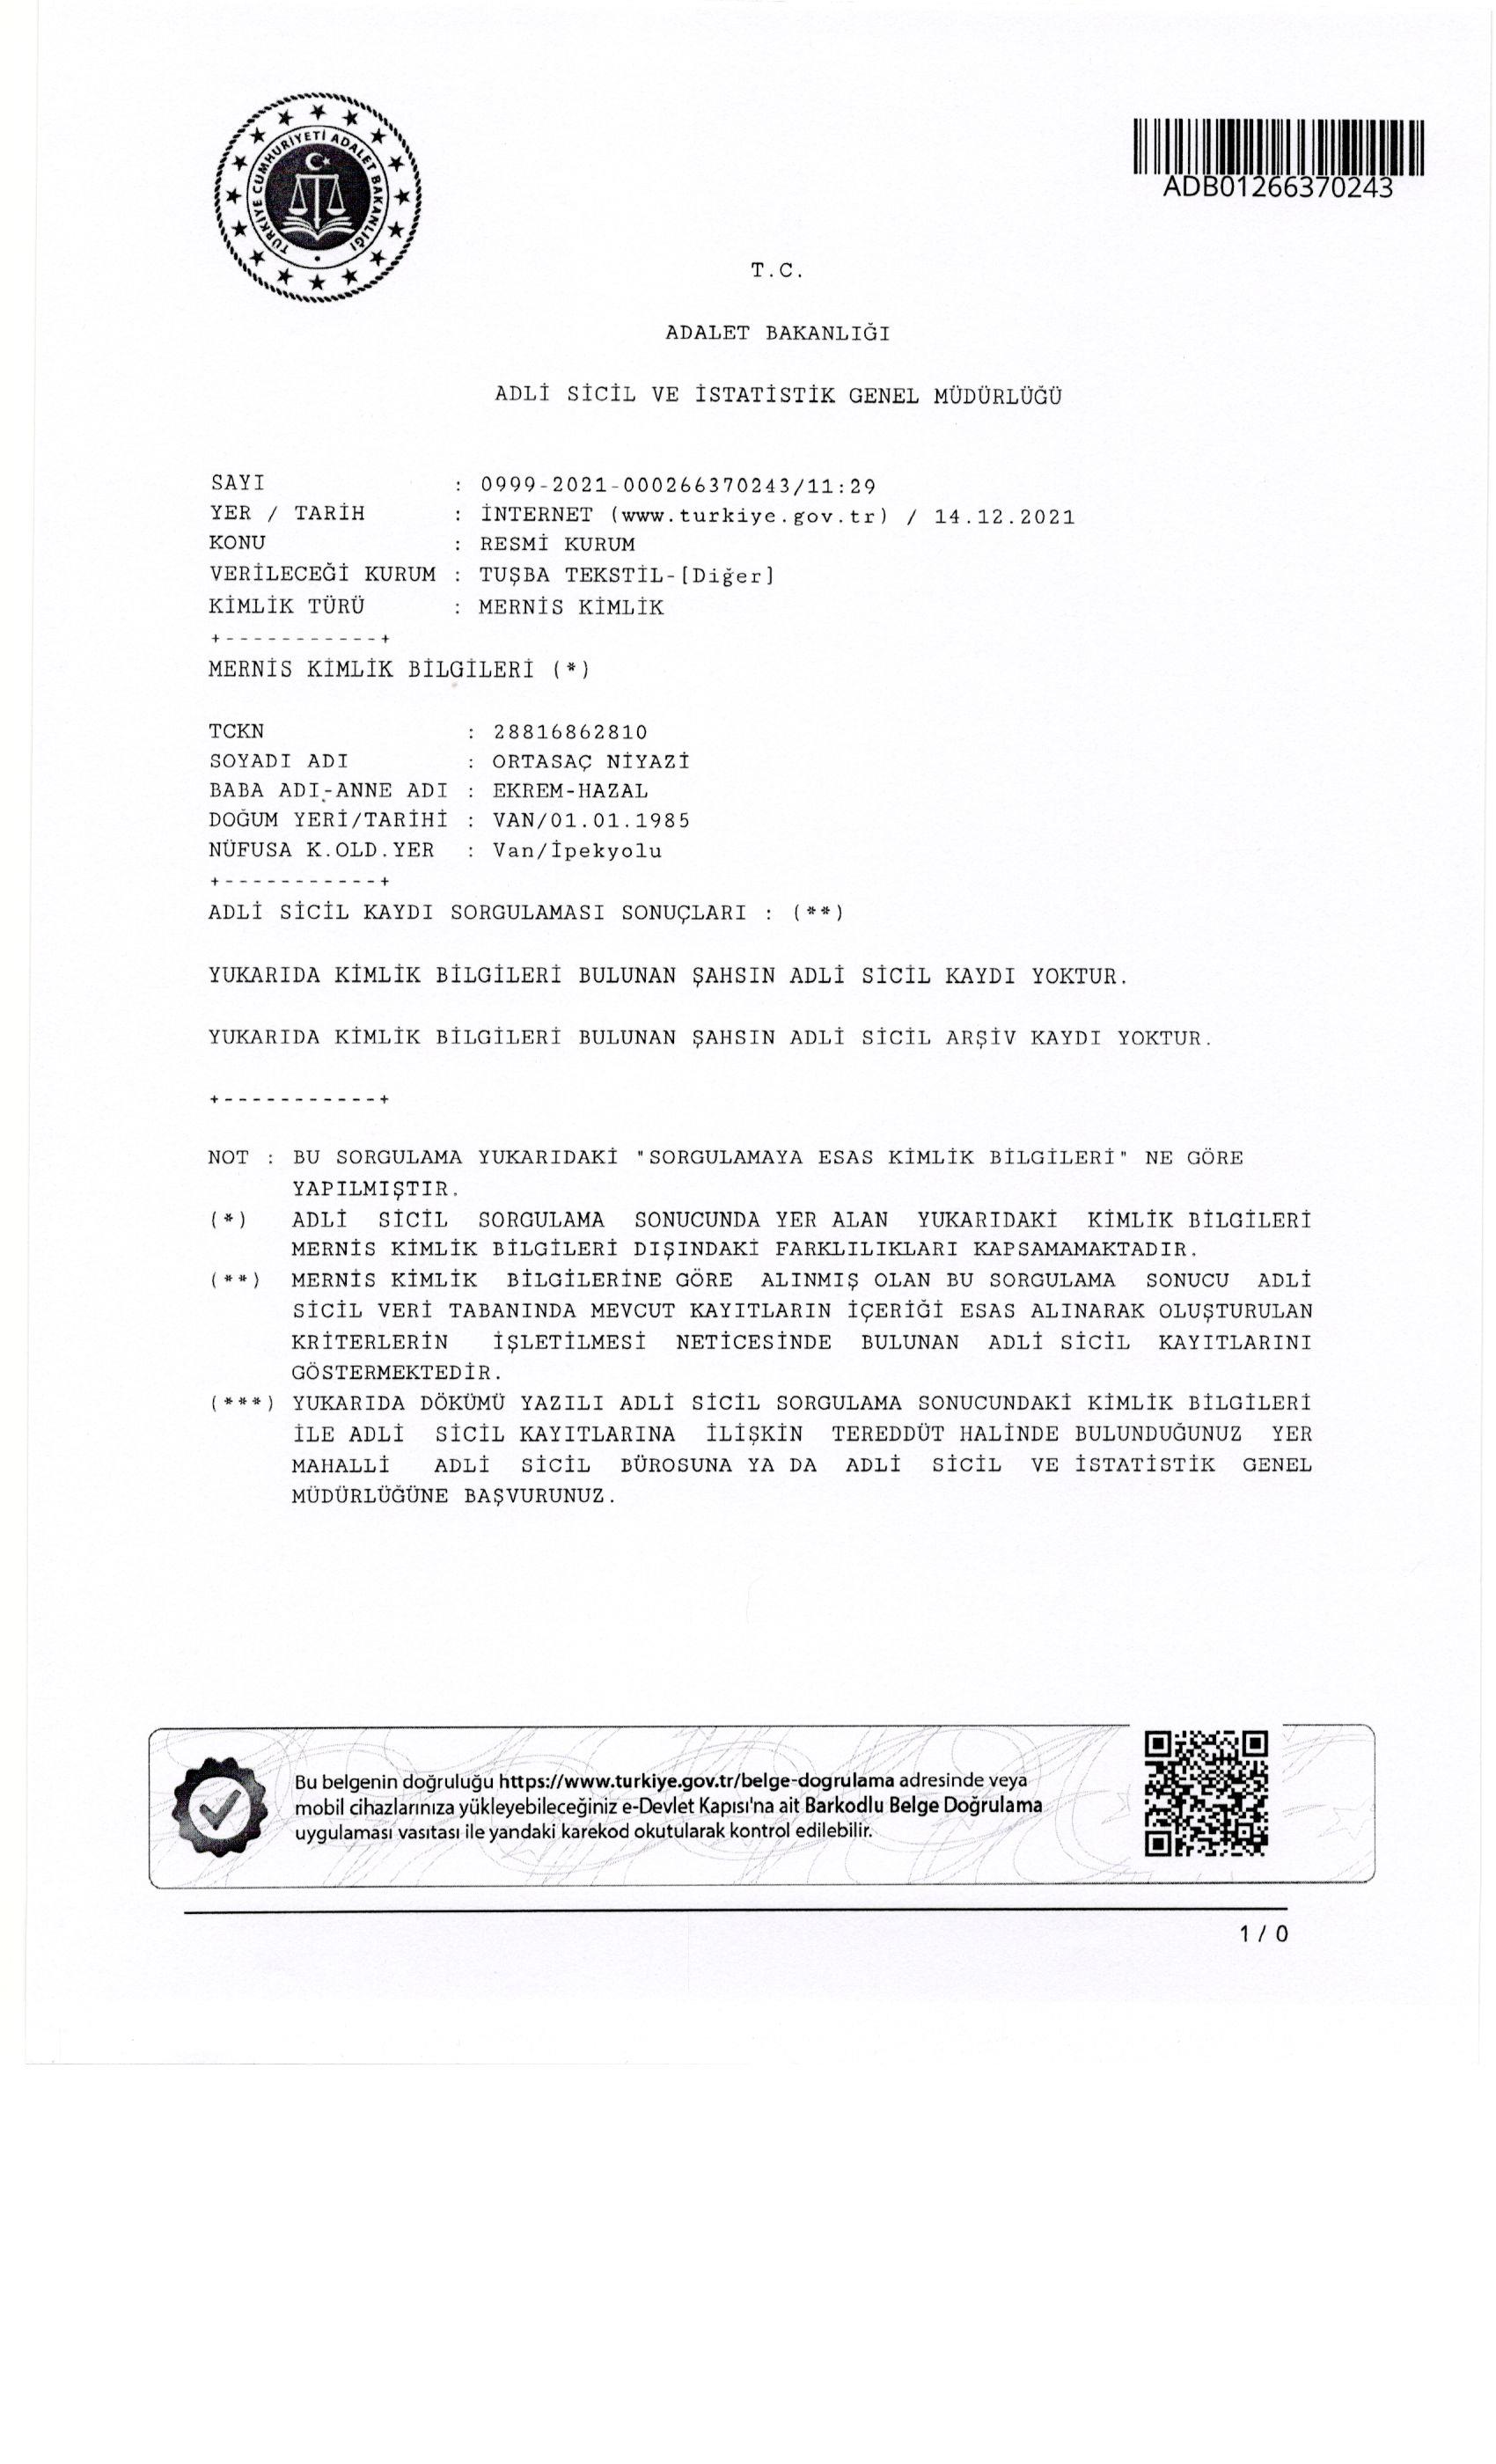 TÜRKİYE CUMHURİYETİ ADALET BAKANLIĞI
ADB01266370243
T.C.
ADALET BAKANLIĞI
ADLİ SİCİL VE İSTATİSTİK GENEL MÜDÜRLÜĞÜ
SAYI : 0999-2021-000266370243/11:29
YER / TARİH : İNTERNET (www.turkiye.gov.tr) / 14.12.2021
KONU : RESMİ KURUM
VERİLECEĞİ KURUM : TUŞBA TEKSTİL-[Diğer]
KİMLİK TÜRÜ : MERNİS KİMLİK
+-----------+
MERNİS KİMLİK BİLGİLERİ (*)
TCKN : 28816862810
SOYADI ADI : ORTASAÇ NİYAZİ
BABA ADI-ANNE ADI : EKREM-HAZAL
DOĞUM YERİ/TARİHİ : VAN/01.01.1985
NÜFUSA K.OLD.YER : Van/İpekyolu
+-----------+
ADLİ SİCİL KAYDI SORGULAMASI SONUÇLARI : (**)
YUKARIDA KİMLİK BİLGİLERİ BULUNAN ŞAHSIN ADLİ SİCİL KAYDI YOKTUR.
YUKARIDA KİMLİK BİLGİLERİ BULUNAN ŞAHSIN ADLİ SİCİL ARŞİV KAYDI YOKTUR.
+-----------+
NOT : BU SORGULAMA YUKARIDAKİ "SORGULAMAYA ESAS KİMLİK BİLGİLERİ" NE GÖRE
YAPILMIŞTIR.
(*) ADLİ SİCİL SORGULAMA SONUCUNDA YER ALAN YUKARIDAKİ KİMLİK BİLGİLERİ
MERNİS KİMLİK BİLGİLERİ DIŞINDAKİ FARKLILIKLARI KAPSAMAMAKTADIR.
(**) MERNİS KİMLİK BİLGİLERİNE GÖRE ALINMIŞ OLAN BU SORGULAMA SONUCU ADLİ
SİCİL VERİ TABANINDA MEVCUT KAYITLARIN İÇERİĞİ ESAS ALINARAK OLUŞTURULAN
KRİTERLERİN İŞLETİLMESİ NETİCESİNDE BULUNAN ADLİ SİCİL KAYITLARINI
GÖSTERMEKTEDİR.
(***) YUKARIDA DÖKÜMÜ YAZILI ADLİ SİCİL SORGULAMA SONUCUNDAKİ KİMLİK BİLGİLERİ
İLE ADLİ SİCİL KAYITLARINA İLİŞKİN TEREDDÜT HALİNDE BULUNDUĞUNUZ YER
MAHALLİ ADLİ SİCİL BÜROSUNA YA DA ADLİ SİCİL VE İSTATİSTİK GENEL
MÜDÜRLÜĞÜNE BAŞVURUNUZ.
Bu belgenin doğruluğu https://www.turkiye.gov.tr/belge-dogrulama adresinde veya
mobil cihazlarınıza yükleyebileceğiniz e-Devlet Kapısı'na ait Barkodlu Belge Doğrulama
uygulaması vasıtası ile yandaki karekod okutularak kontrol edilebilir.
1 / 0